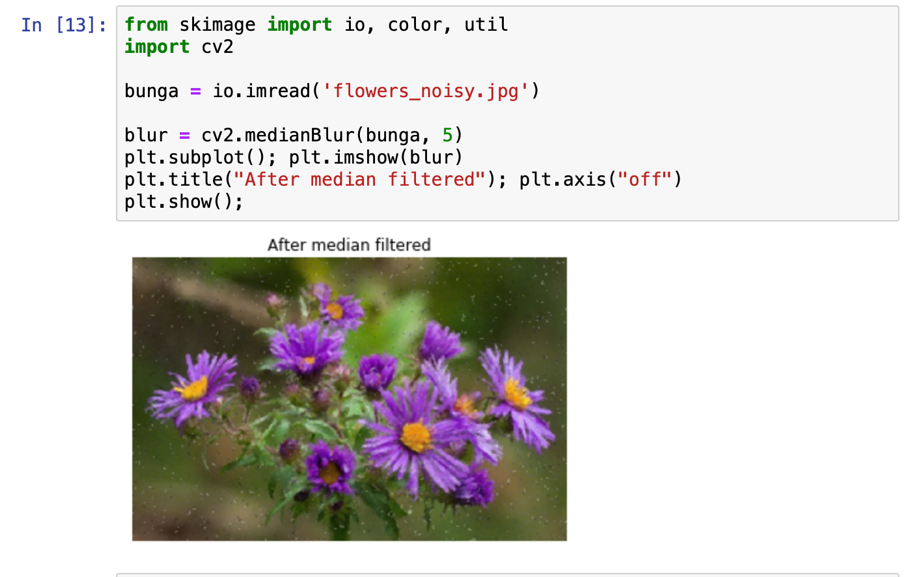 In [13]: from skimage import io, color, util
import cv2
bunga = io.imread('flowers_noisy.jpg')
blur = cv2.medianBlur(bunga, 5)
plt.subplot(); plt.imshow(blur)
plt.title("After median filtered"); plt.axis("off")
plt.show();
After median filtered